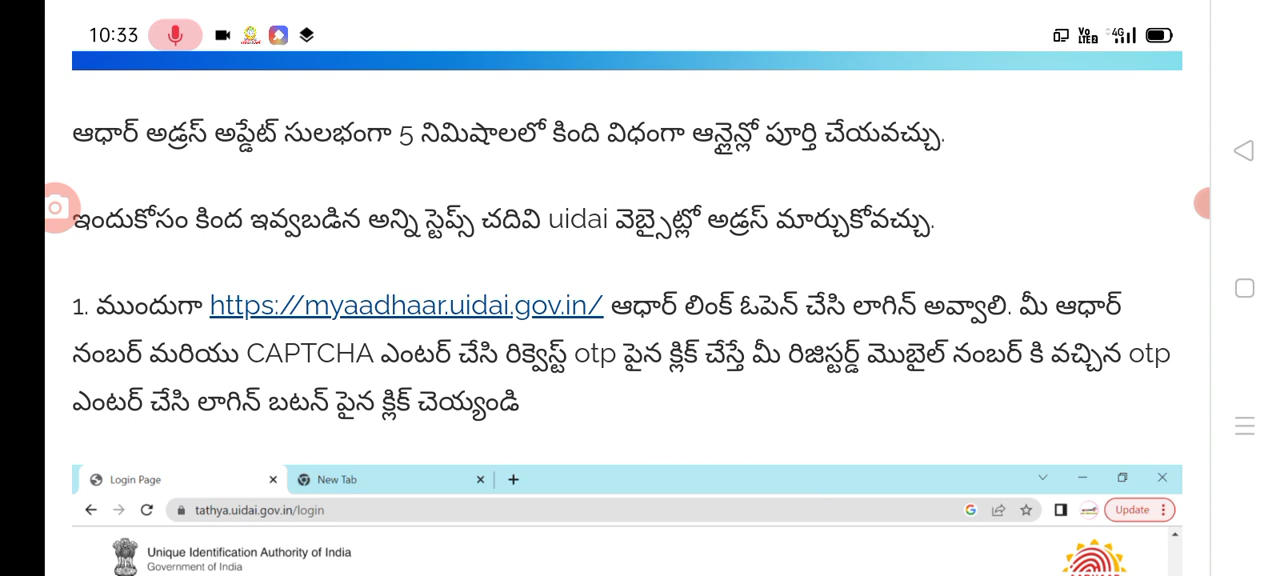 10:33
Vo LTE2 4G
ఆధార్ అడ్రస్ అప్డేట్ సులభంగా 5 నిమిషాలలో కింది విధంగా ఆన్లైన్లో పూర్తి చేయవచ్చు.
ఇందుకోసం కింద ఇవ్వబడిన అన్ని స్టెప్స్ చదివి uidai వెబ్సైట్లో అడ్రస్ మార్చుకోవచ్చు.
1. ముందుగా https://myaadhaar.uidai.gov.in/ ఆధార్ లింక్ ఓపెన్ చేసి లాగిన్ అవ్వాలి. మీ ఆధార్
నంబర్ మరియు CAPTCHA ఎంటర్ చేసి రిక్వెస్ట్ otp పైన క్లిక్ చేస్తే మీ రిజిస్టర్డ్ మొబైల్ నంబర్ కి వచ్చిన otp
ఎంటర్ చేసి లాగిన్ బటన్ పైన క్లిక్ చెయ్యండి
Login Page New Tab
tathya.uidai.gov.in/login Update
Unique Identification Authority of India
Government of India